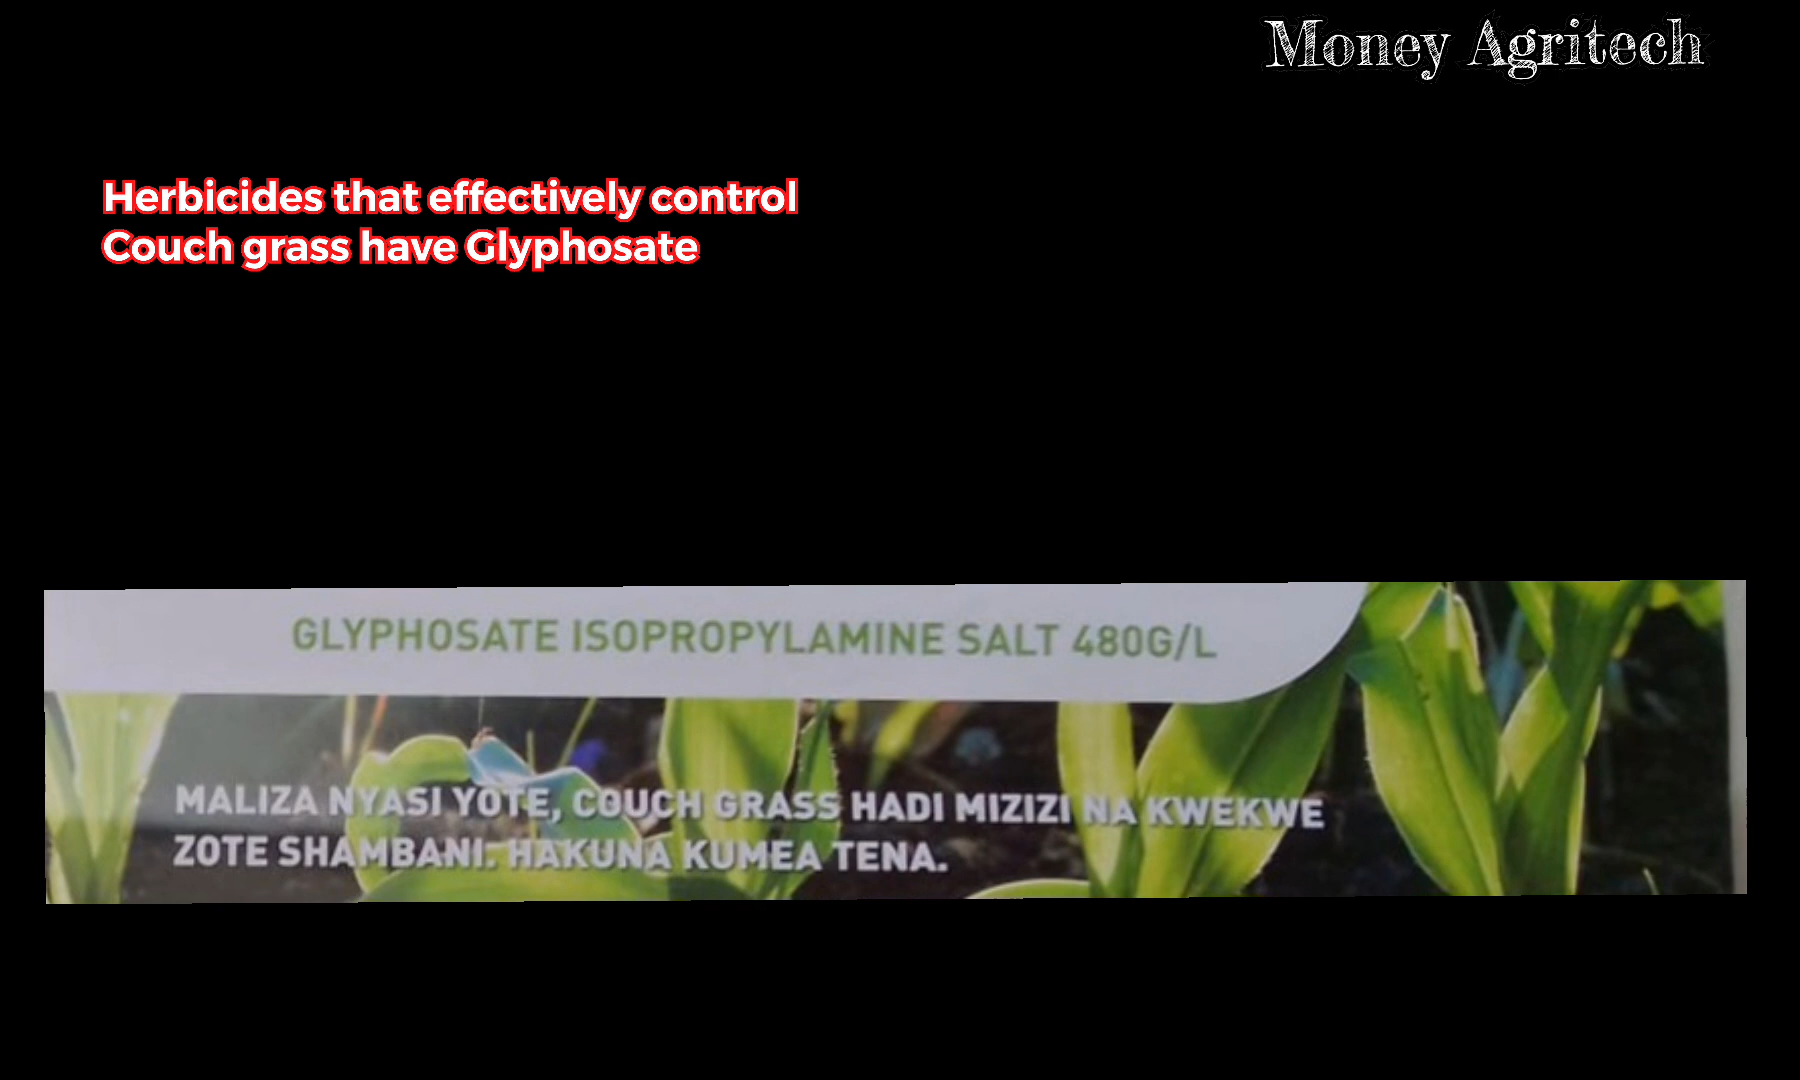 Money Agritech
Herbicides that effectively control
Couch grass have Glyphosate
GLYPHOSATE ISOPROPYLAMINE SALT 480G/L
MALIZA NYASI YOTE, COUCH GRASS HADI MIZIZI NA KWEKWE
ZOTE SHAMBANI. HAKUNA KUMEA TENA.